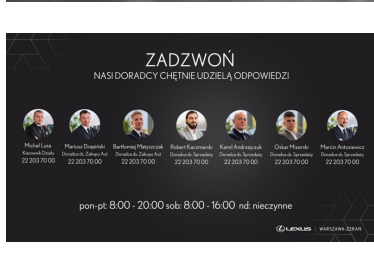 ZADZWOŃ
NASI DORADCY CHĘTNIE UDZIELĄ ODPOWIEDZI
Michał Lusa
Kierownik Działu
22 203 70 00
Mariusz Drapiński
Doradca ds. Zakupu Aut
22 203 70 00
Bartłomiej Matyszczak
Doradca ds. Zakupu Aut
22 203 70 00
Robert Kaczmarski
Doradca ds. Sprzedaży
22 203 70 00
Kamil Andrzejczuk
Doradca ds. Sprzedaży
22 203 70 00
Oskar Mizerski
Doradca ds. Sprzedaży
22 203 70 00
Marcin Antosiewicz
Doradca ds. Sprzedaży
22 203 70 00
pon-pt: 8:00 - 20:00 sob: 8:00 - 16:00 nd: nieczynne
LEXUS | WARSZAWA-ŻERAŃ